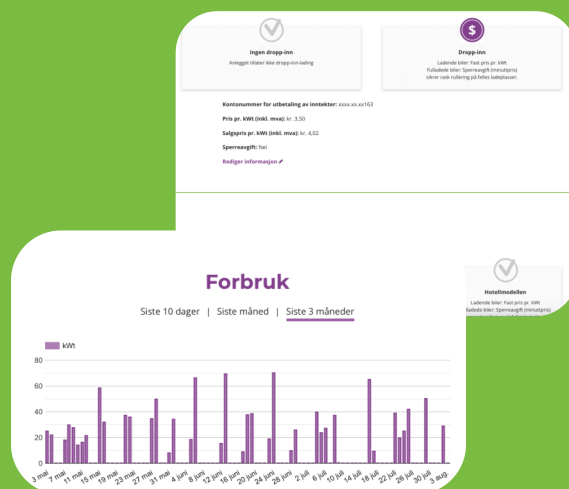 Ingen dropp-inn
Anlegget tillater ikke dropp-inn-lading
$
Dropp-inn
Ladende biler: Fast pris pr. kWt
Fulladede biler: Sperreavgift (minuttpris)
sikrer rask rullering på felles ladeplasser.
Kontonummer for utbetaling av inntekter: xxxx.xx.xx163
Pris pr. kWt (inkl. mva): kr. 3,50
Salgspris pr. kWt (inkl. mva): kr. 4,02
Sperreavgift: Nei
Rediger informasjon
Hotellmodellen
Ladende biler: Fast pris pr. kWt
lladede biler: Sperreavgift (minuttpris)
Forbruk
Siste 10 dager | Siste måned | Siste 3 måneder
kWt
80
60
40
20
0
3 mai 7 mai 11 mai 15 mai 19 mai 23 mai 27 mai 31 mai 4 juni 8 juni 12 juni 16 juni 20 juni 24 juni 28 juni 2 juli 6 juli 10 juli 14 juli 18 juli 22 juli 26 juli 30 juli 3 aug.